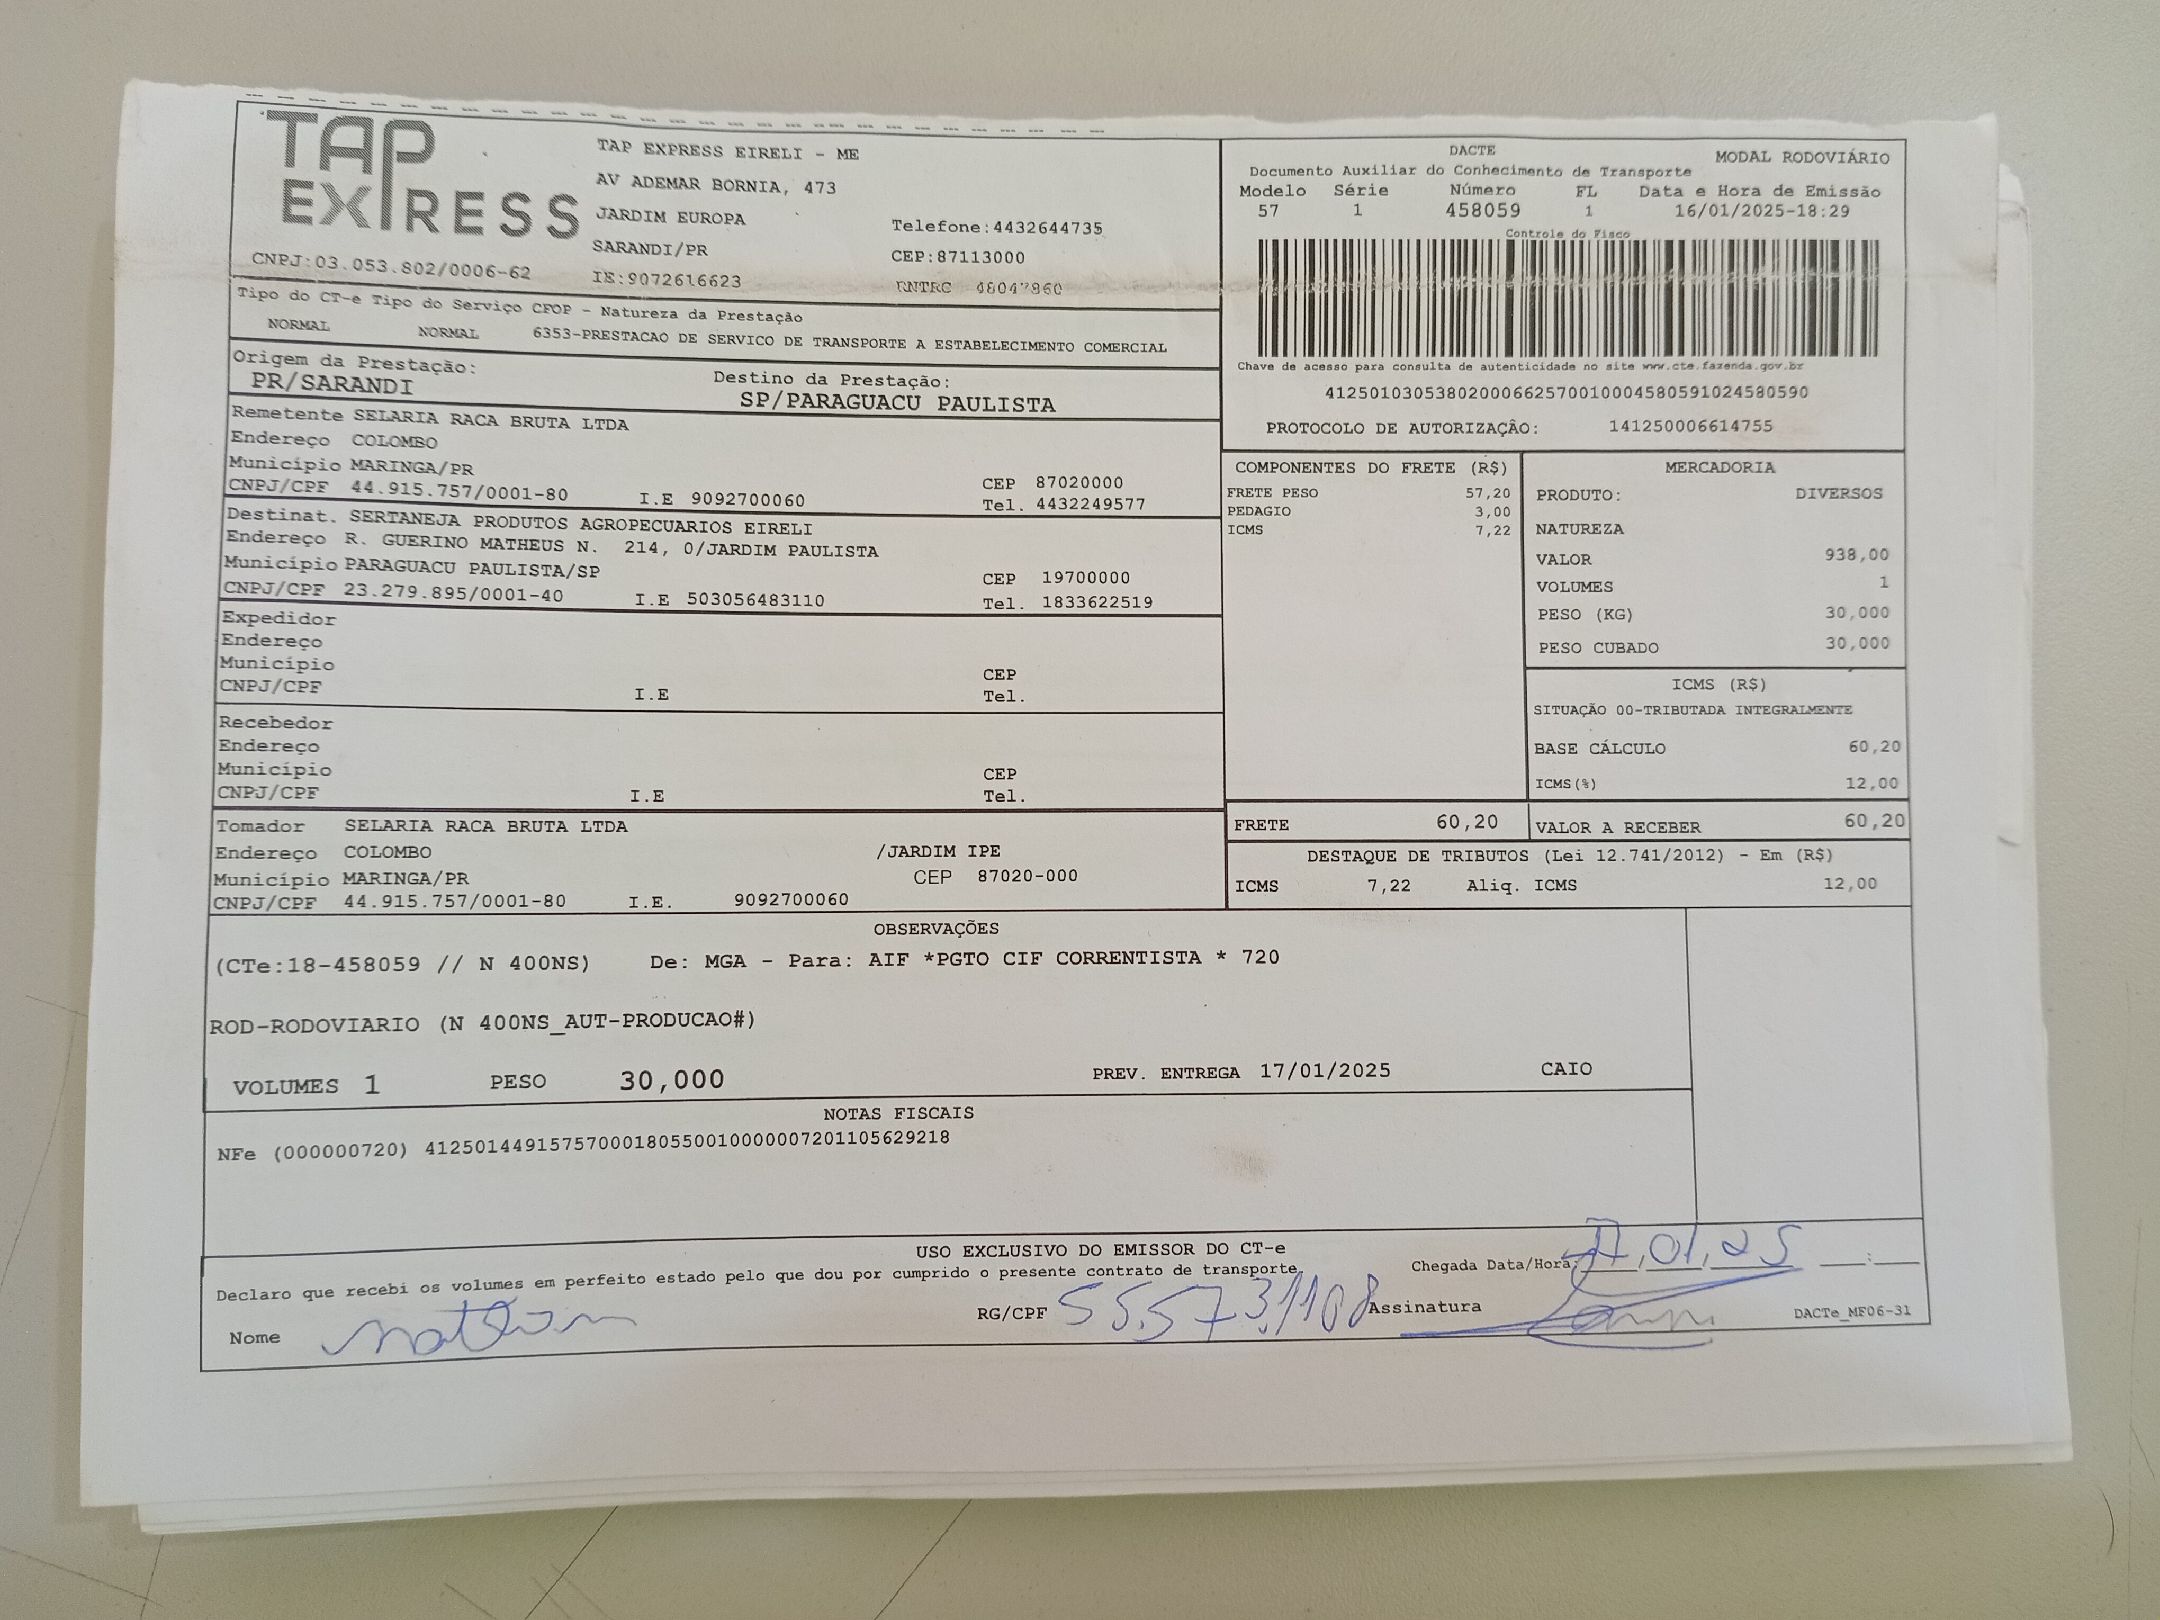 TAP EXPRESS
CNPJ:03.053.802/0006-62
TAP EXPRESS EIRELI - ME
AV ADEMAR BORNIA, 473
JARDIM EUROPA
SARANDI/PR
IE:9072616623
Telefone:4432644735
CEP:87113000
RNTRC 48047860
DACTE
Documento Auxiliar do Conhecimento de Transporte
MODAL RODOVIÁRIO
Modelo Série Número FL Data e Hora de Emissão
57 1 458059 1 16/01/2025-18:29
Controle do Fisco
Chave de acesso para consulta de autenticidade no site www.cte.fazenda.gov.br
41250103053802000662570010004580591024580590
PROTOCOLO DE AUTORIZAÇÃO: 141250006614755
Tipo do CT-e Tipo do Serviço CFOP - Natureza da Prestação
NORMAL NORMAL 6353-PRESTACAO DE SERVICO DE TRANSPORTE A ESTABELECIMENTO COMERCIAL
Origem da Prestação: Destino da Prestação:
PR/SARANDI SP/PARAGUACU PAULISTA
Remetente SELARIA RACA BRUTA LTDA
Endereço COLOMBO
Município MARINGA/PR CEP 87020000
CNPJ/CPF 44.915.757/0001-80 I.E 9092700060 Tel. 4432249577
Destinat. SERTANEJA PRODUTOS AGROPECUARIOS EIRELI
Endereço R. GUERINO MATHEUS N. 214, 0/JARDIM PAULISTA
Município PARAGUACU PAULISTA/SP CEP 19700000
CNPJ/CPF 23.279.895/0001-40 I.E 503056483110 Tel. 1833622519
Expedidor
Endereço
Município CEP
CNPJ/CPF I.E Tel.
Recebedor
Endereço
Município CEP
CNPJ/CPF I.E Tel.
Tomador SELARIA RACA BRUTA LTDA
Endereço COLOMBO /JARDIM IPE
Município MARINGA/PR CEP 87020-000
CNPJ/CPF 44.915.757/0001-80 I.E. 9092700060
COMPONENTES DO FRETE (R$)
FRETE PESO 57,20
PEDAGIO 3,00
ICMS 7,22
MERCADORIA
PRODUTO: DIVERSOS
NATUREZA
VALOR 938,00
VOLUMES 1
PESO (KG) 30,000
PESO CUBADO 30,000
ICMS (R$)
SITUAÇÃO 00-TRIBUTADA INTEGRALMENTE
BASE CÁLCULO 60,20
ICMS(%) 12,00
FRETE 60,20 VALOR A RECEBER 60,20
DESTAQUE DE TRIBUTOS (Lei 12.741/2012) - Em (R$)
ICMS 7,22 Aliq. ICMS 12,00
OBSERVAÇÕES
(CTe:18-458059 // N 400NS) De: MGA - Para: AIF *PGTO CIF CORRENTISTA * 720
ROD-RODOVIARIO (N 400NS_AUT-PRODUCAO#)
VOLUMES 1 PESO 30,000 PREV. ENTREGA 17/01/2025 CAIO
NOTAS FISCAIS
NFe (000000720) 41250144915757000180550010000007201105629218
USO EXCLUSIVO DO EMISSOR DO CT-e
Declaro que recebi os volumes em perfeito estado pelo que dou por cumprido o presente contrato de transporte.
Chegada Data/Hora: 17,01,25 __:__
Nome RG/CPF 55.573.1108 Assinatura DACTe_MF06-31